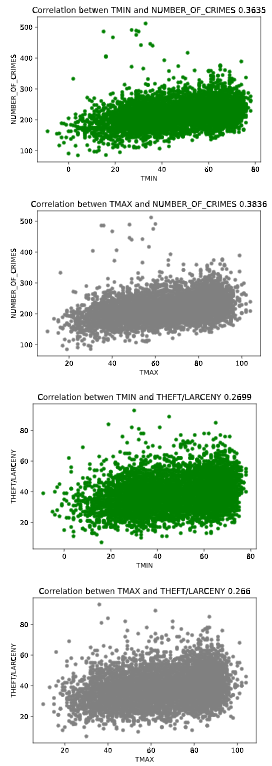 Correlation betwen TMIN and NUMBER_OF_CRIMES 0.3635
500
400
300
200
100
NUMBER_OF_CRIMES
0 20 40 60 80
TMIN
Correlation betwen TMAX and NUMBER_OF_CRIMES 0.3836
500
400
300
200
100
NUMBER_OF_CRIMES
20 40 60 80 100
TMAX
Correlation betwen TMIN and THEFT/LARCENY 0.2699
80
60
40
20
THEFT/LARCENY
0 20 40 60 80
TMIN
Correlation betwen TMAX and THEFT/LARCENY 0.266
80
60
40
20
THEFT/LARCENY
20 40 60 80 100
TMAX